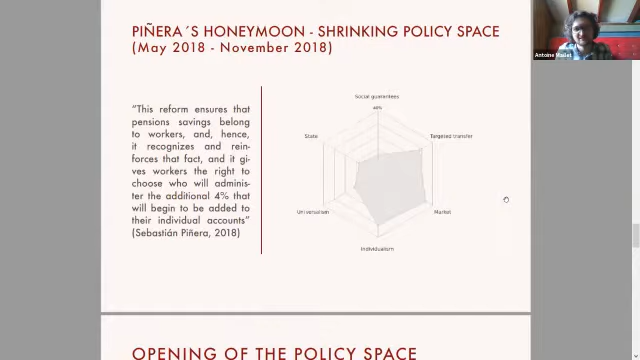 PIÑERA´S HONEYMOON - SHRINKING POLICY SPACE
(May 2018 - November 2018)
"This reform ensures that
pensions savings belong
to workers, and, hence,
it recognizes and rein-
forces that fact, and it gi-
ves workers the right to
choose who will adminis-
ter the additional 4% that
will begin to be added to
their individual accounts"
(Sebastián Piñera, 2018)
Social guarantees
40%
State
Targeted transfer
Universalism
Market
Individualism
OPENING OF THE POLICY SPACE
Antoine Maillet